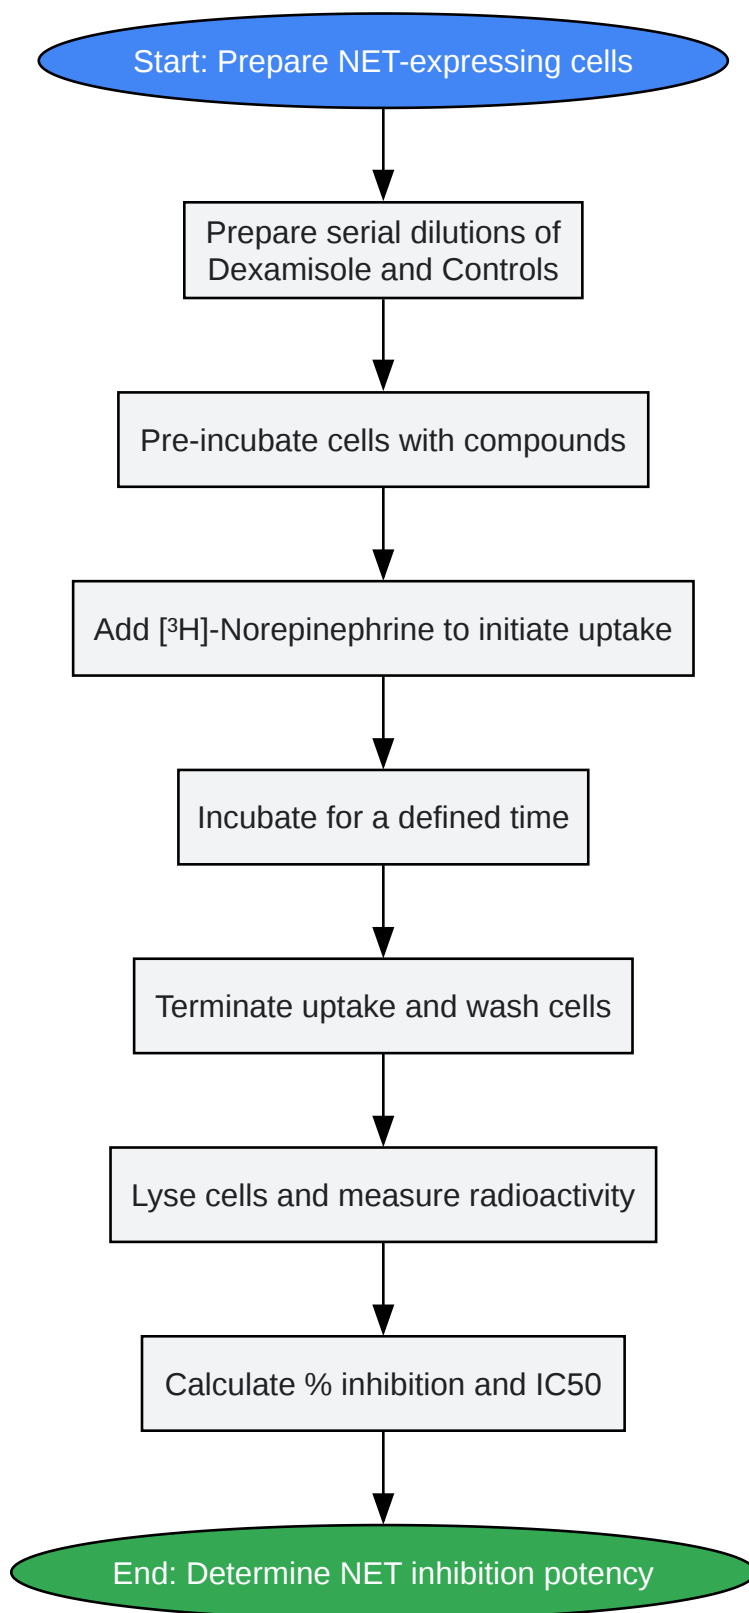 Start: Prepare NET-expressing cells
Prepare serial dilutions of
Dexamisole and Controls
Pre-incubate cells with compounds
Add [³H]-Norepinephrine to initiate uptake
Incubate for a defined time
Terminate uptake and wash cells
Lyse cells and measure radioactivity
Calculate % inhibition and IC50
End: Determine NET inhibition potency